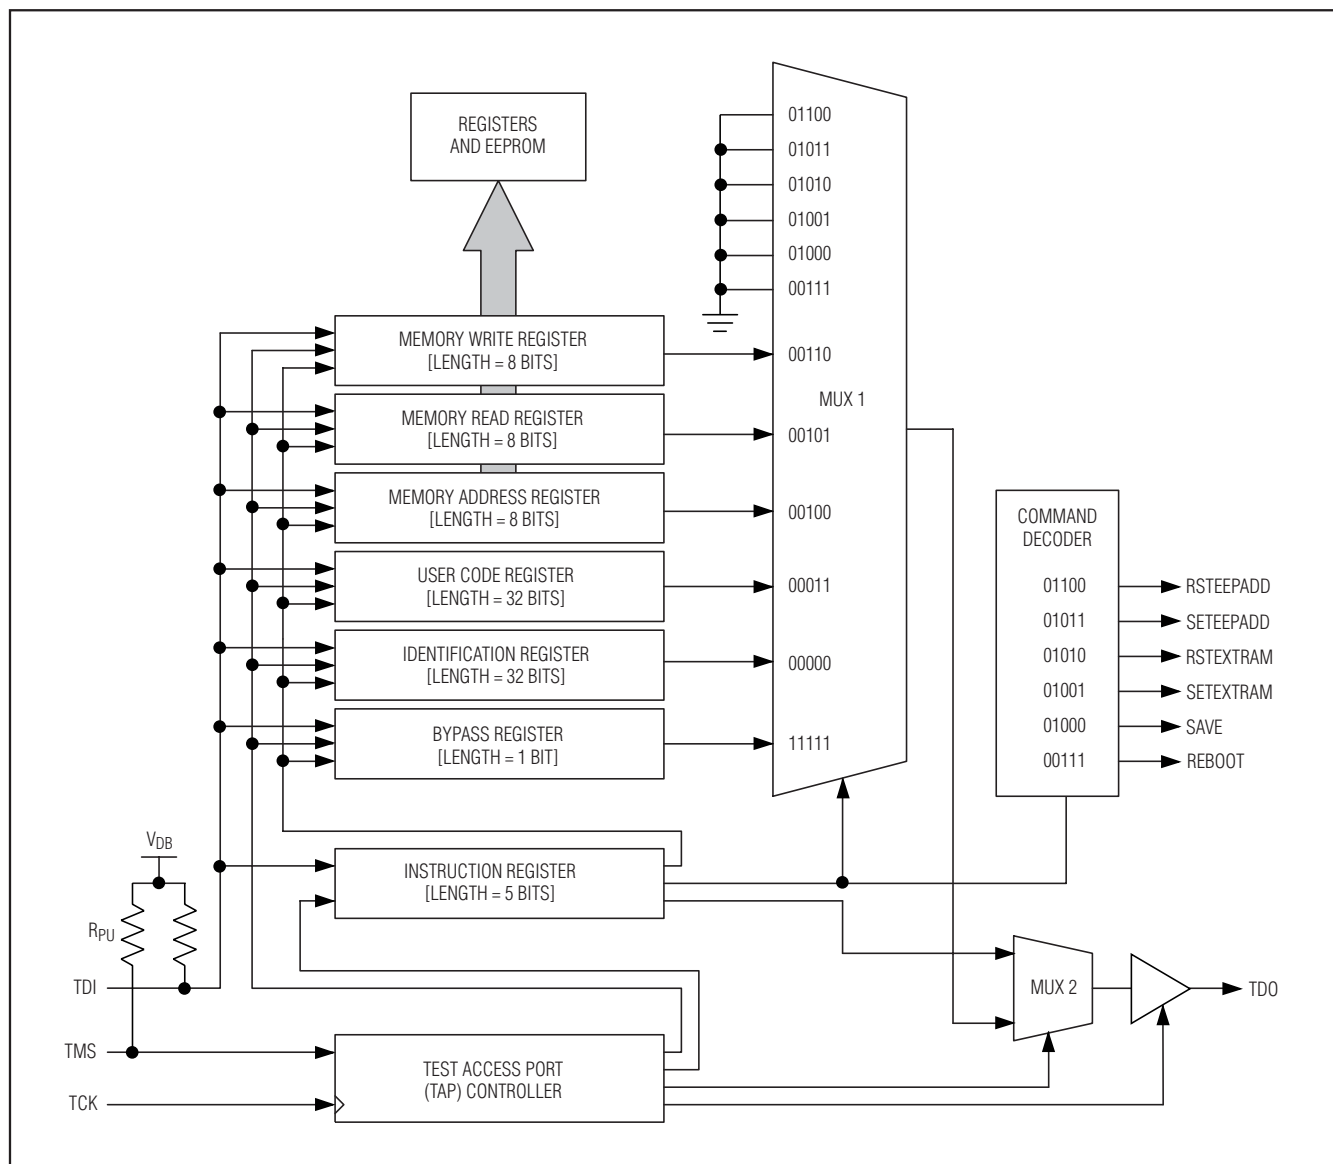 REGISTERS
AND EEPROM
01100
01011
01010
01001
01000
00111
MEMORY WRITE REGISTER
[LENGTH = 8 BITS]
00110
MUX 1
MEMORY READ REGISTER
[LENGTH = 8 BITS]
00101
MEMORY ADDRESS REGISTER
[LENGTH = 8 BITS]
00100
USER CODE REGISTER
[LENGTH = 32 BITS]
00011
IDENTIFICATION REGISTER
[LENGTH = 32 BITS]
00000
BYPASS REGISTER
[LENGTH = 1 BIT]
11111
COMMAND
DECODER
01100 RSTEEPADD
01011 SETEEPADD
01010 RSTEXTRAM
01001 SETEXTRAM
01000 SAVE
00111 REBOOT
VDB
RPU
INSTRUCTION REGISTER
[LENGTH = 5 BITS]
TDI
TMS
TCK
TEST ACCESS PORT
(TAP) CONTROLLER
MUX 2
TDO